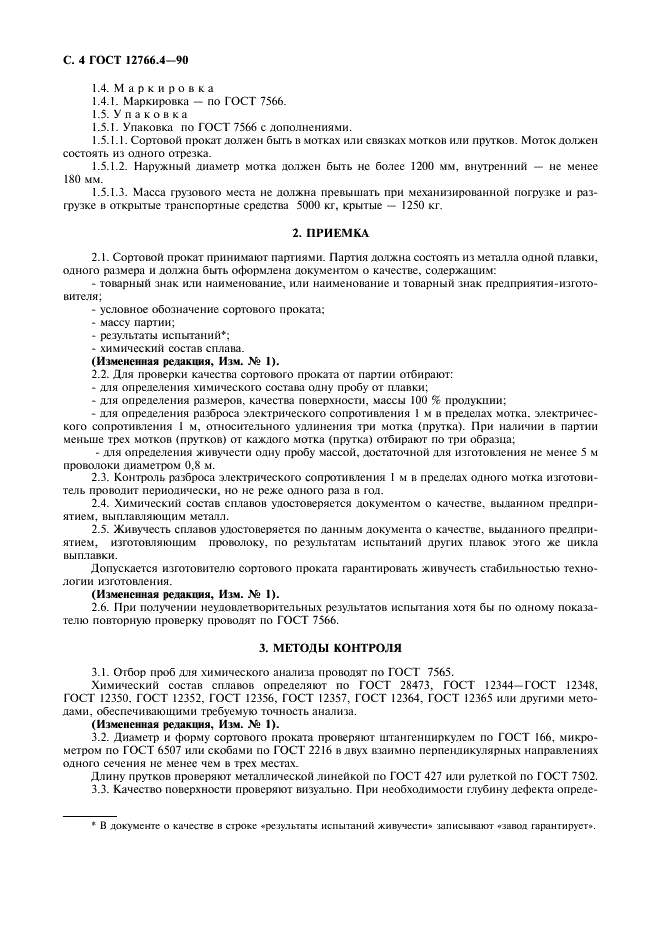 С. 4 ГОСТ 12766.4—90
1.4. М а р к и р о в к а
1.4.1. Маркировка — по ГОСТ 7566.
1.5. У п а к о в к а
1.5.1. Упаковка по ГОСТ 7566 с дополнениями.
1.5.1.1. Сортовой прокат должен быть в мотках или связках мотков или прутков. Моток должен
состоять из одного отрезка.
1.5.1.2. Наружный диаметр мотка должен быть не более 1200 мм, внутренний — не менее
180 мм.
1.5.1.3. Масса грузового места не должна превышать при механизированной погрузке и раз-
грузке в открытые транспортные средства 5000 кг, крытые — 1250 кг.
2. ПРИЕМКА
2.1. Сортовой прокат принимают партиями. Партия должна состоять из металла одной плавки,
одного размера и должна быть оформлена документом о качестве, содержащим:
- товарный знак или наименование, или наименование и товарный знак предприятия-изгото-
вителя;
- условное обозначение сортового проката;
- массу партии;
- результаты испытаний*;
- химический состав сплава.
(Измененная редакция, Изм. № 1).
2.2. Для проверки качества сортового проката от партии отбирают:
- для определения химического состава одну пробу от плавки;
- для определения размеров, качества поверхности, массы 100 % продукции;
- для определения разброса электрического сопротивления 1 м в пределах мотка, электричес-
кого сопротивления 1 м, относительного удлинения три мотка (прутка). При наличии в партии
меньше трех мотков (прутков) от каждого мотка (прутка) отбирают по три образца;
- для определения живучести одну пробу массой, достаточной для изготовления не менее 5 м
проволоки диаметром 0,8 м.
2.3. Контроль разброса электрического сопротивления 1 м в пределах одного мотка изготови-
тель проводит периодически, но не реже одного раза в год.
2.4. Химический состав сплавов удостоверяется документом о качестве, выданном предпри-
ятием, выплавляющим металл.
2.5. Живучесть сплавов удостоверяется по данным документа о качестве, выданного предпри-
ятием, изготовляющим проволоку, по результатам испытаний других плавок этого же цикла
выплавки.
Допускается изготовителю сортового проката гарантировать живучесть стабильностью техно-
логии изготовления.
(Измененная редакция, Изм. № 1).
2.6. При получении неудовлетворительных результатов испытания хотя бы по одному показа-
телю повторную проверку проводят по ГОСТ 7566.
3. МЕТОДЫ КОНТРОЛЯ
3.1. Отбор проб для химического анализа проводят по ГОСТ 7565.
Химический состав сплавов определяют по ГОСТ 28473, ГОСТ 12344—ГОСТ 12348,
ГОСТ 12350, ГОСТ 12352, ГОСТ 12356, ГОСТ 12357, ГОСТ 12364, ГОСТ 12365 или другими мето-
дами, обеспечивающими требуемую точность анализа.
(Измененная редакция, Изм. № 1).
3.2. Диаметр и форму сортового проката проверяют штангенциркулем по ГОСТ 166, микро-
метром по ГОСТ 6507 или скобами по ГОСТ 2216 в двух взаимно перпендикулярных направлениях
одного сечения не менее чем в трех местах.
Длину прутков проверяют металлической линейкой по ГОСТ 427 или рулеткой по ГОСТ 7502.
3.3. Качество поверхности проверяют визуально. При необходимости глубину дефекта опреде-
* В документе о качестве в строке «результаты испытаний живучести» записывают «завод гарантирует».